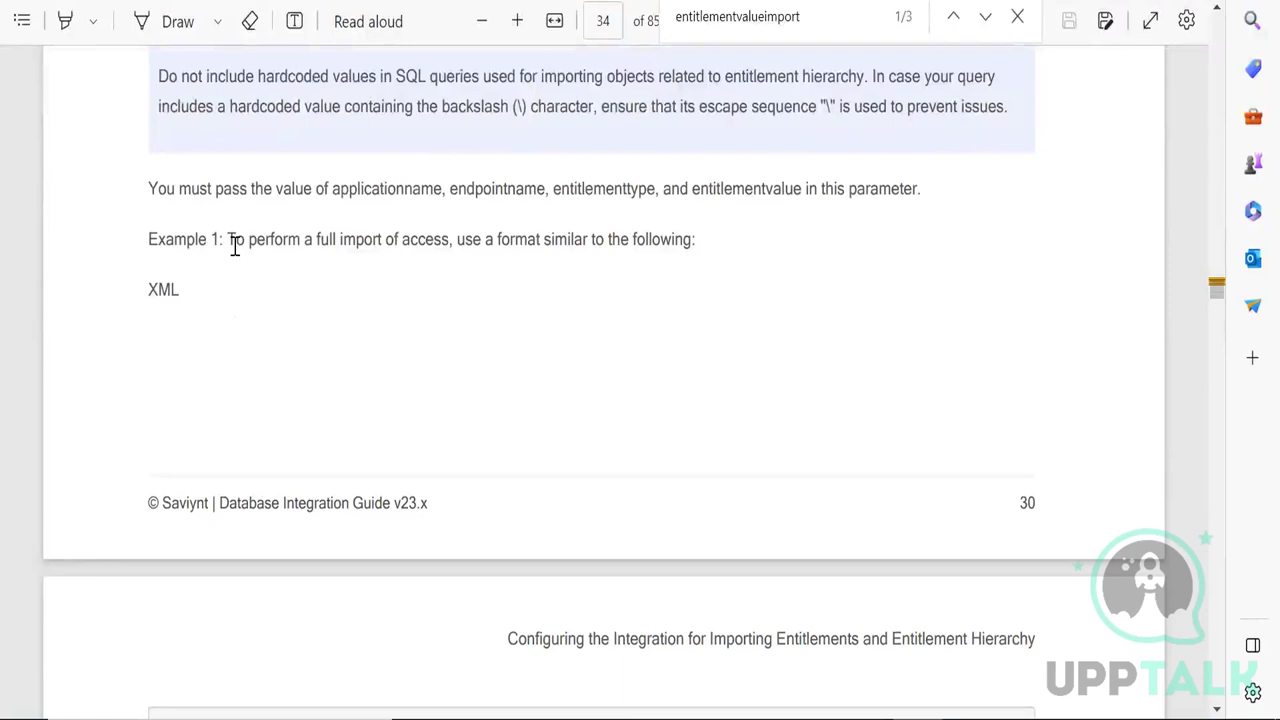 Draw
Read aloud
34
of 85
entitlementvalueimport
1/3
Do not include hardcoded values in SQL queries used for importing objects related to entitlement hierarchy. In case your query
includes a hardcoded value containing the backslash (\) character, ensure that its escape sequence "\" is used to prevent issues.
You must pass the value of applicationname, endpointname, entitlementtype, and entitlementvalue in this parameter.
Example 1: To perform a full import of access, use a format similar to the following:
XML
© Saviynt | Database Integration Guide v23.x
30
Configuring the Integration for Importing Entitlements and Entitlement Hierarchy
UPPTALK